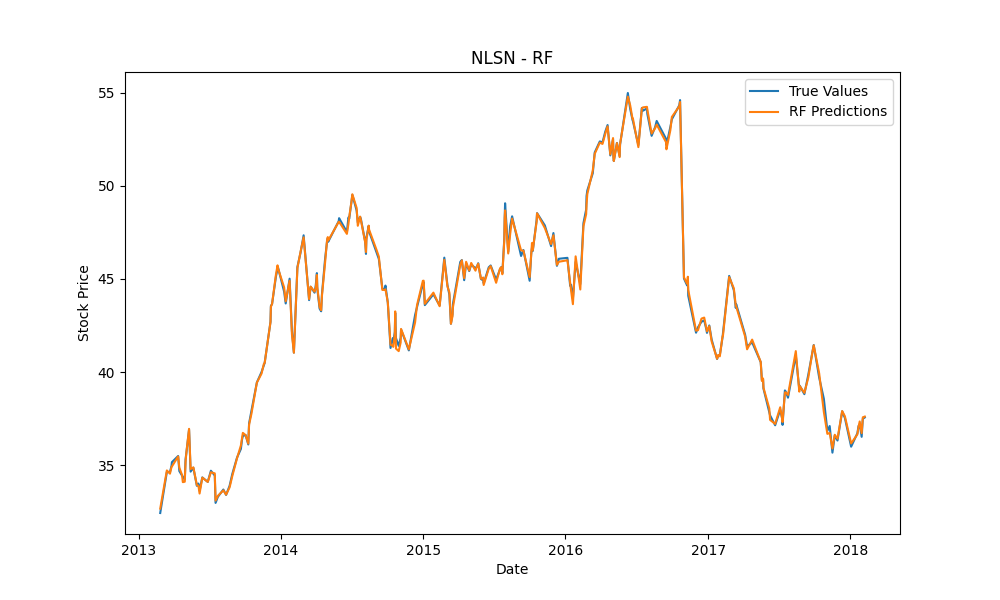 NLSN - RF
True Values
RF Predictions
55
50
45
40
35
Stock Price
2013 2014 2015 2016 2017 2018
Date